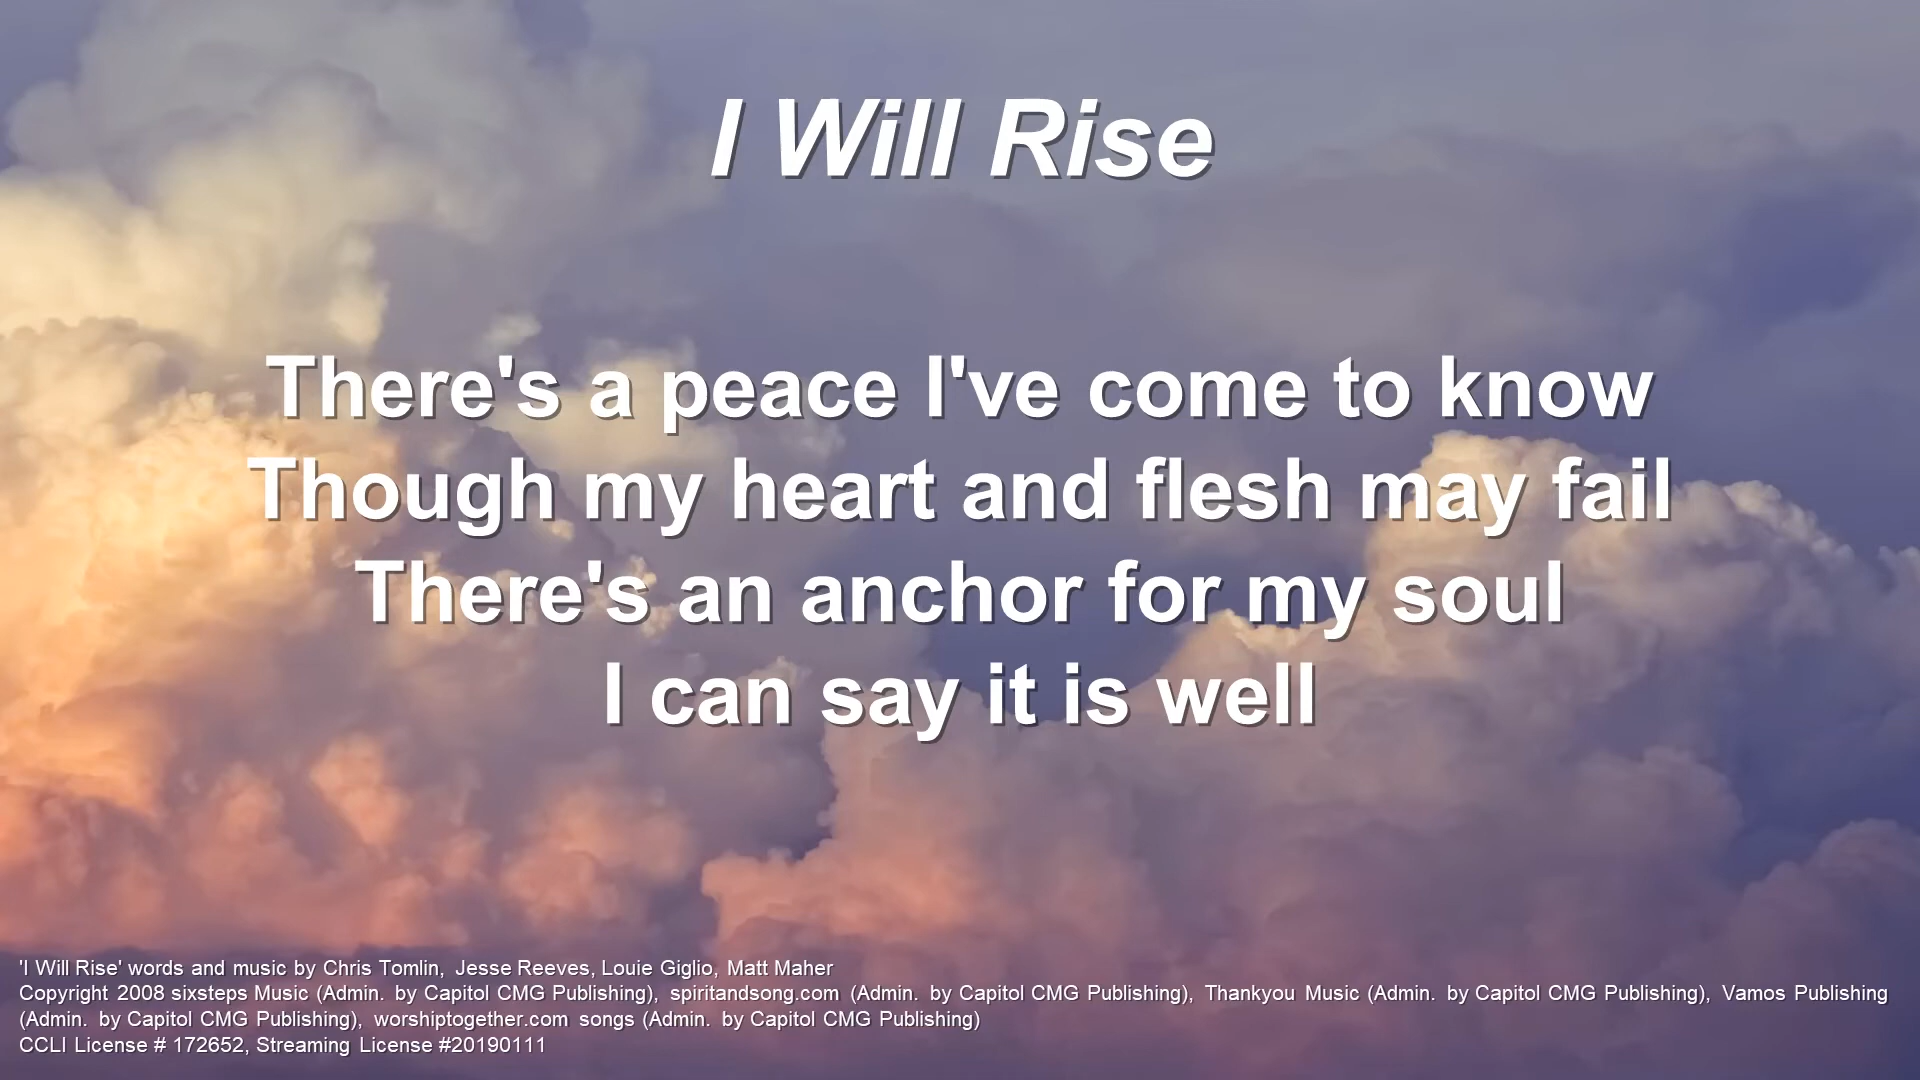 I Will Rise
There's a peace I've come to know
Though my heart and flesh may fail
There's an anchor for my soul
I can say it is well
'I Will Rise' words and music by Chris Tomlin, Jesse Reeves, Louie Giglio, Matt Maher
Copyright 2008 sixsteps Music (Admin. by Capitol CMG Publishing), spiritandsong.com (Admin. by Capitol CMG Publishing), Thankyou Music (Admin. by Capitol CMG Publishing), Vamos Publishing
(Admin. by Capitol CMG Publishing), worshiptogether.com songs (Admin. by Capitol CMG Publishing)
CCLI License # 172652, Streaming License #20190111